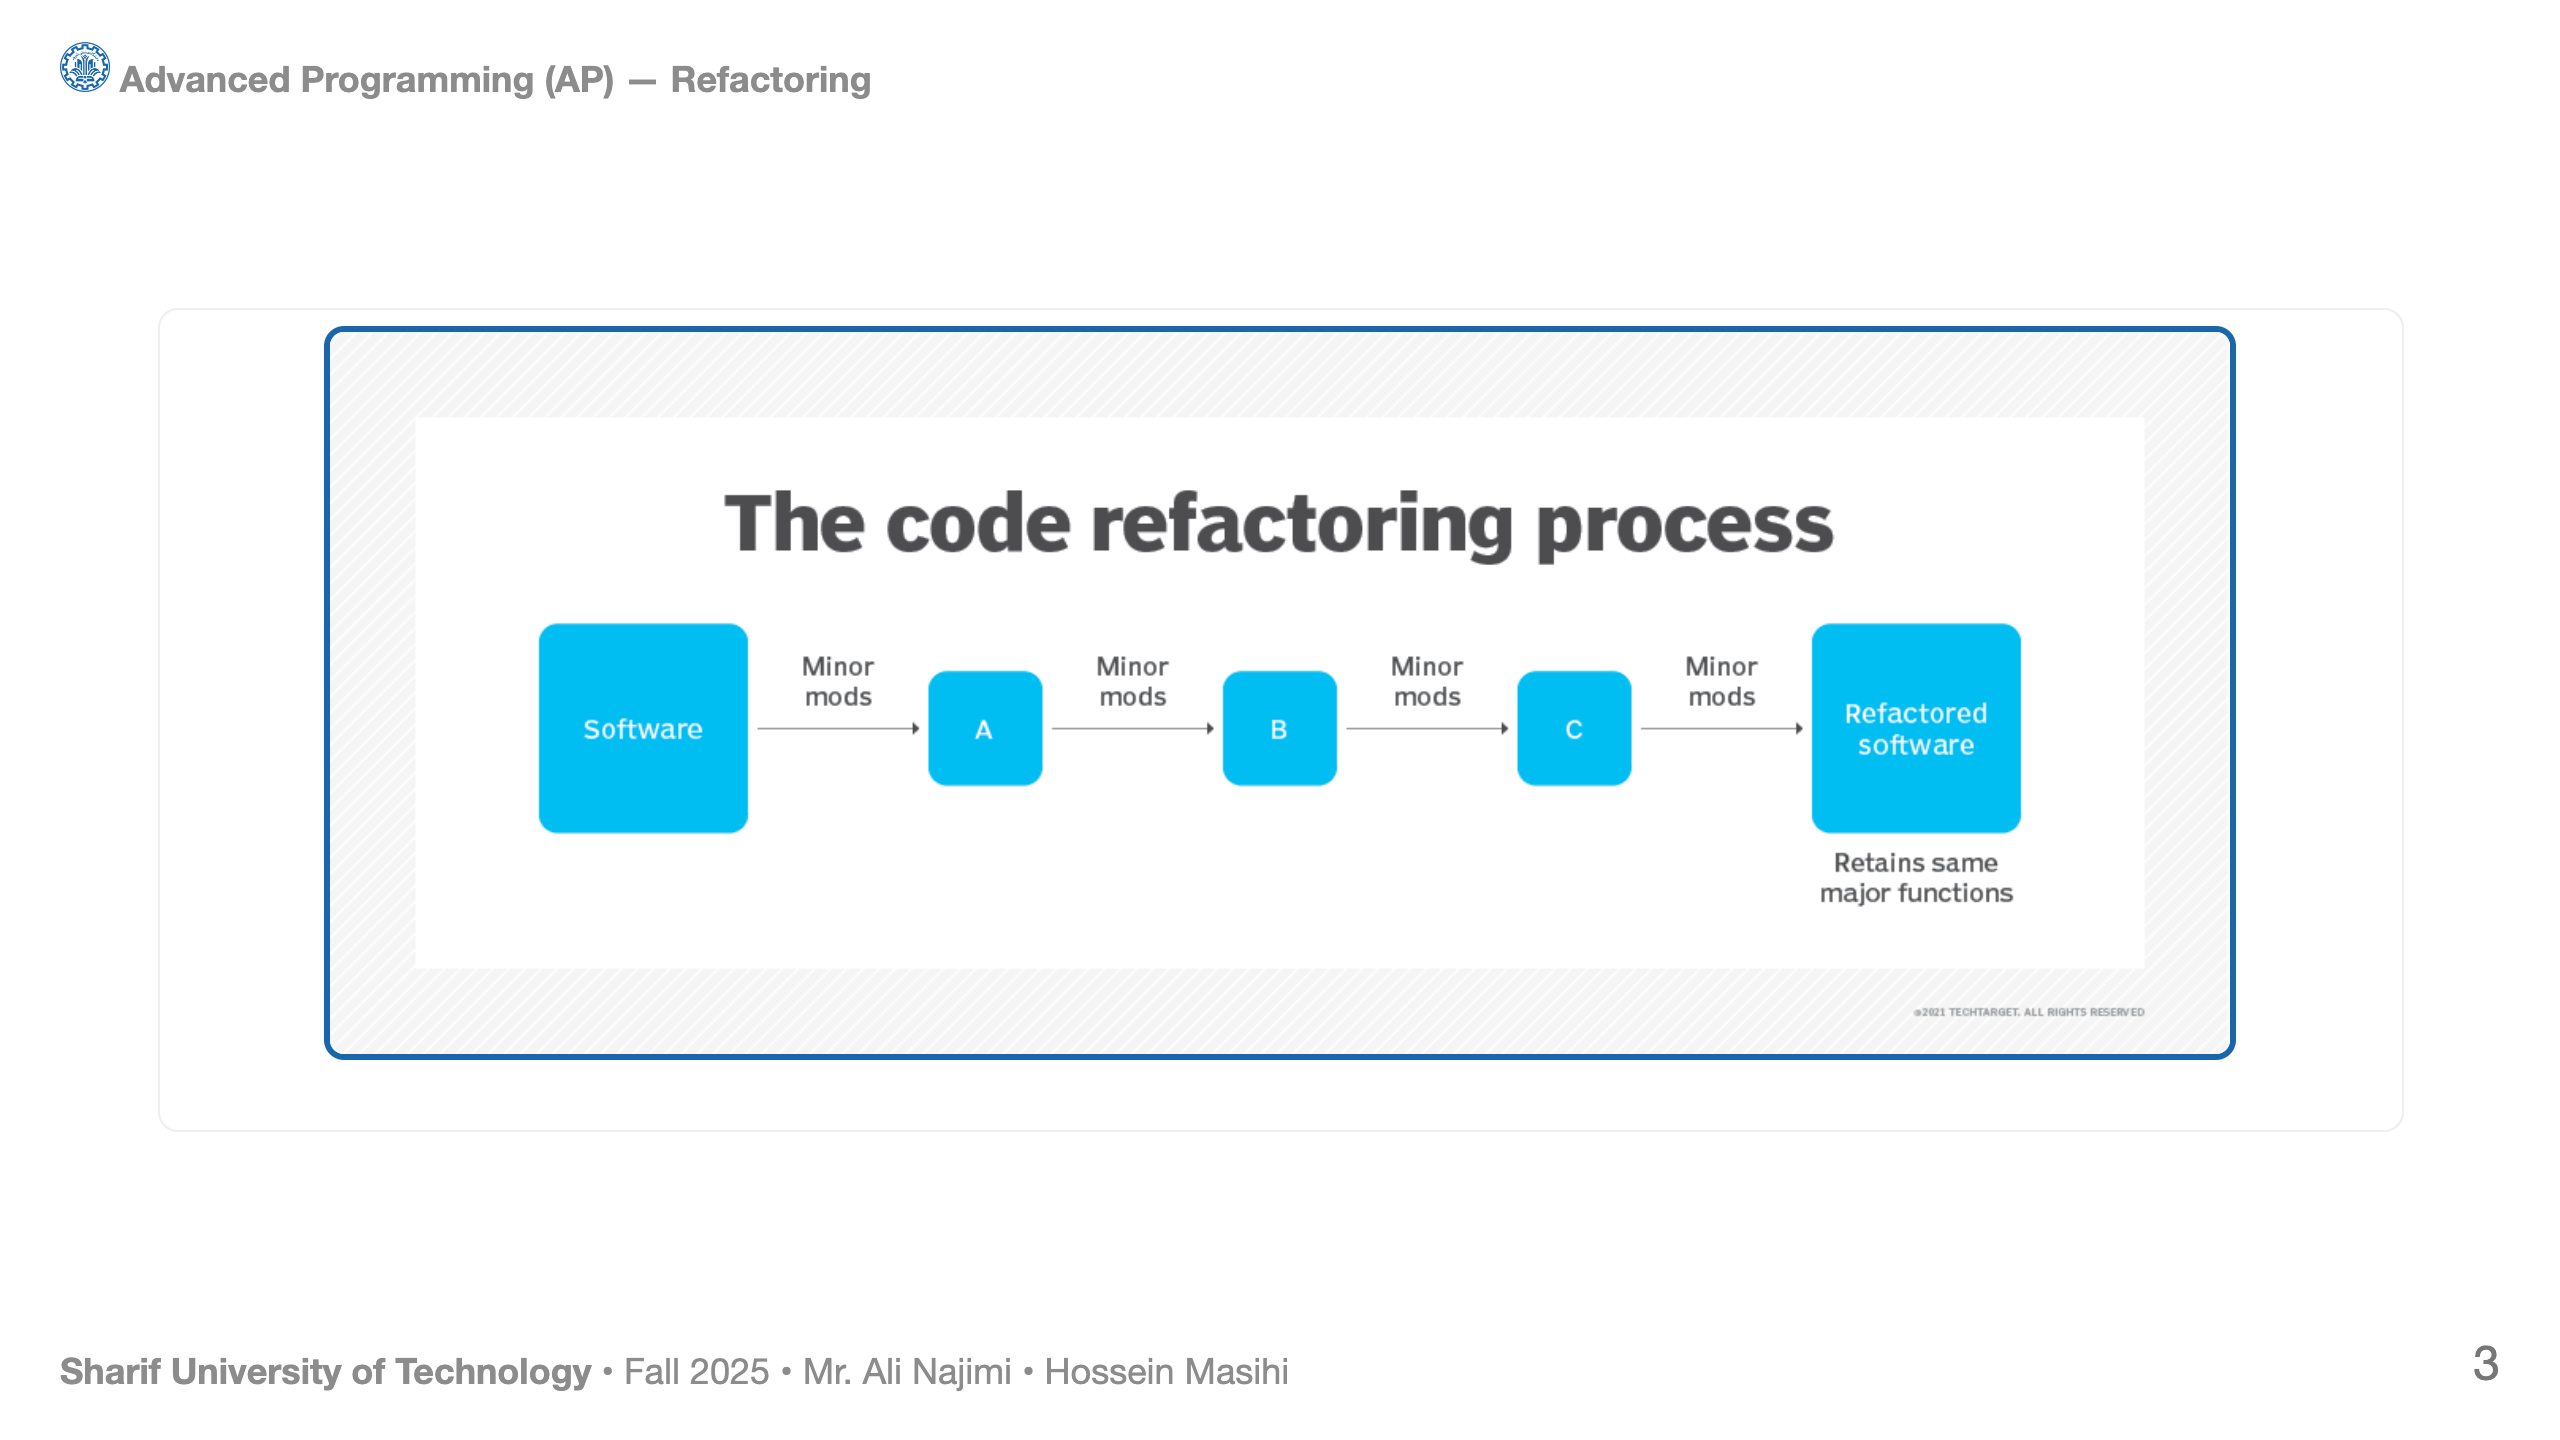 Advanced Programming (AP) — Refactoring
The code refactoring process
Software
Minor
mods
A
Minor
mods
B
Minor
mods
C
Minor
mods
Refactored
software
Retains same
major functions
©2021 TECHTARGET. ALL RIGHTS RESERVED
Sharif University of Technology • Fall 2025 • Mr. Ali Najimi • Hossein Masihi
3